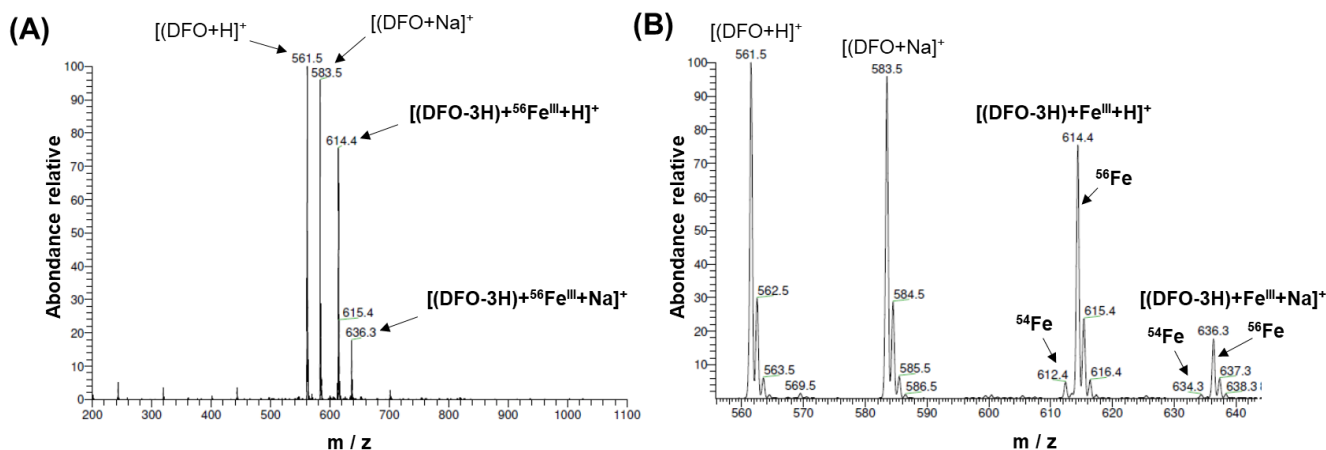 (A)
[(DFO+H]⁺
[(DFO+Na]⁺
561.5
583.5
[(DFO-3H)+⁵⁶Feᴵᴵᴵ+H]⁺
614.4
[(DFO-3H)+⁵⁶Feᴵᴵᴵ+Na]⁺
615.4
636.3
100
90
80
70
60
50
40
30
20
10
0
Abondance relative
200 300 400 500 600 700 800 900 1000 1100
m / z
(B)
[(DFO+H]⁺
[(DFO+Na]⁺
561.5
583.5
[(DFO-3H)+Feᴵᴵᴵ+H]⁺
614.4
⁵⁶Fe
562.5
584.5
[(DFO-3H)+Feᴵᴵᴵ+Na]⁺
⁵⁴Fe
615.4
⁵⁴Fe
636.3
⁵⁶Fe
563.5
569.5
585.5
586.5
612.4
616.4
634.3
637.3
638.3
100
90
80
70
60
50
40
30
20
10
0
Abondance relative
560 570 580 590 600 610 620 630 640
m / z